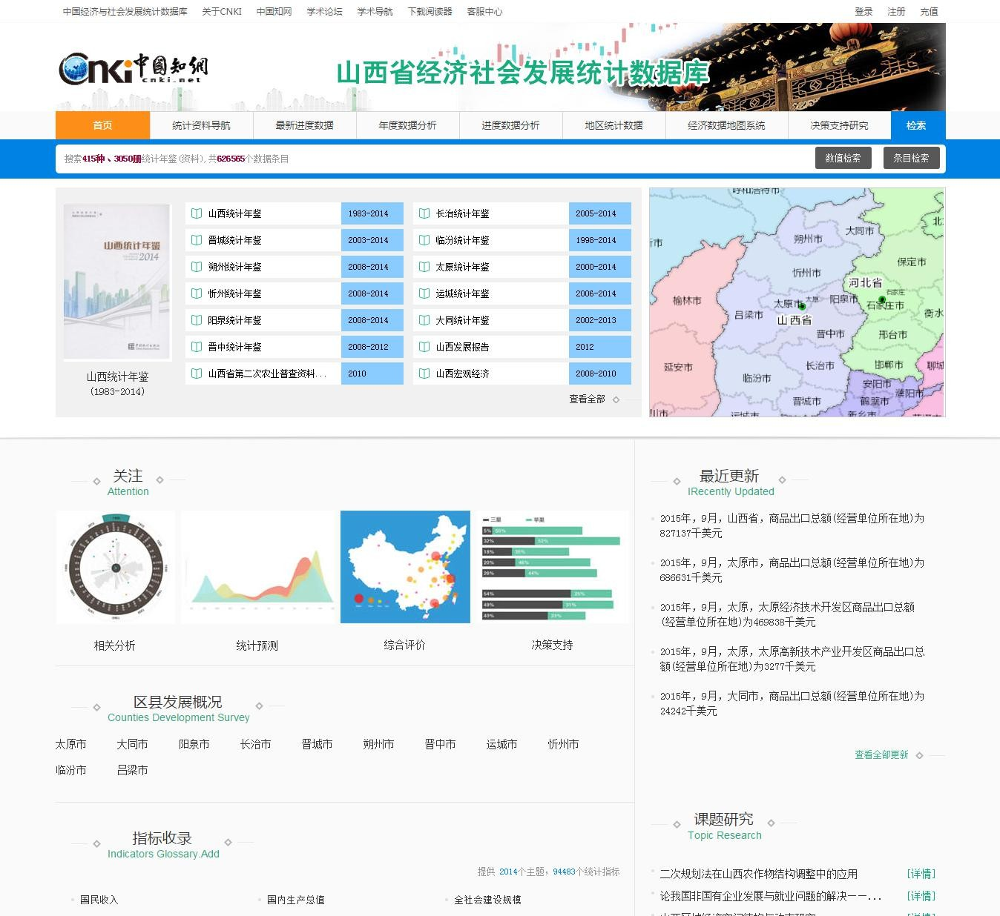 中国经济与社会发展统计数据库 关于CNKI 中国知网 学术论坛 学术导航 下载阅读器 客服中心 登录 注册 充值
Cnki中国知網
cnki.net
山西省经济社会发展统计数据库
首页 统计资料导航 最新进度数据 年度数据分析 进度数据分析 地区统计数据 经济数据地图系统 决策支持研究 检索
搜索415种、3050册统计年鉴(资料),共626565个数据条目 数值检索 条目检索
山西统计年鉴
2014
山西统计年鉴
(1983-2014)
山西统计年鉴 1983-2014 长治统计年鉴 2005-2014
晋城统计年鉴 2003-2014 临汾统计年鉴 1998-2014
朔州统计年鉴 2008-2014 太原统计年鉴 2000-2014
忻州统计年鉴 2008-2014 运城统计年鉴 2006-2014
阳泉统计年鉴 2008-2014 大同统计年鉴 2002-2013
晋中统计年鉴 2008-2012 山西发展报告 2012
山西省第二次农业普查资料... 2010 山西宏观经济 2008-2010
查看全部
呼和浩特市
大同市
朔州市
保定市
忻州市
河北省
石家庄
榆林市
太原市 太原 阳泉市 石家庄市
吕梁市 山西省 衡水
晋中市 邢台市
延安市 长治市 邯郸市 聊城
临汾市 安阳市 濮阳市
晋城市 鹤壁市
运城市 新乡市
关注
Attention
三星 苹果
5% 55%
32% 52%
18% 35%
20% 46%
26% 44%
54% 25%
49% 31%
40% 23%
相关分析 统计预测 综合评价 决策支持
区县发展概况
Counties Development Survey
太原市 大同市 阳泉市 长治市 晋城市 朔州市 晋中市 运城市 忻州市
临汾市 吕梁市
指标收录
Indicators Glossary.Add
提供 2014个主题，94483个统计指标
国民收入 国内生产总值 全社会建设规模
最近更新
IRecently Updated
2015年，9月，山西省，商品出口总额(经营单位所在地)为
827137千美元
2015年，9月，太原市，商品出口总额(经营单位所在地)为
686631千美元
2015年，9月，太原，太原经济技术开发区商品出口总额
(经营单位所在地)为469838千美元
2015年，9月，太原，太原高新技术产业开发区商品出口总
额(经营单位所在地)为3277千美元
2015年，9月，大同市，商品出口总额(经营单位所在地)为
24242千美元
查看全部更新
课题研究
Topic Research
二次规划法在山西农作物结构调整中的应用 [详情]
论我国非国有企业发展与就业问题的解决——... [详情]